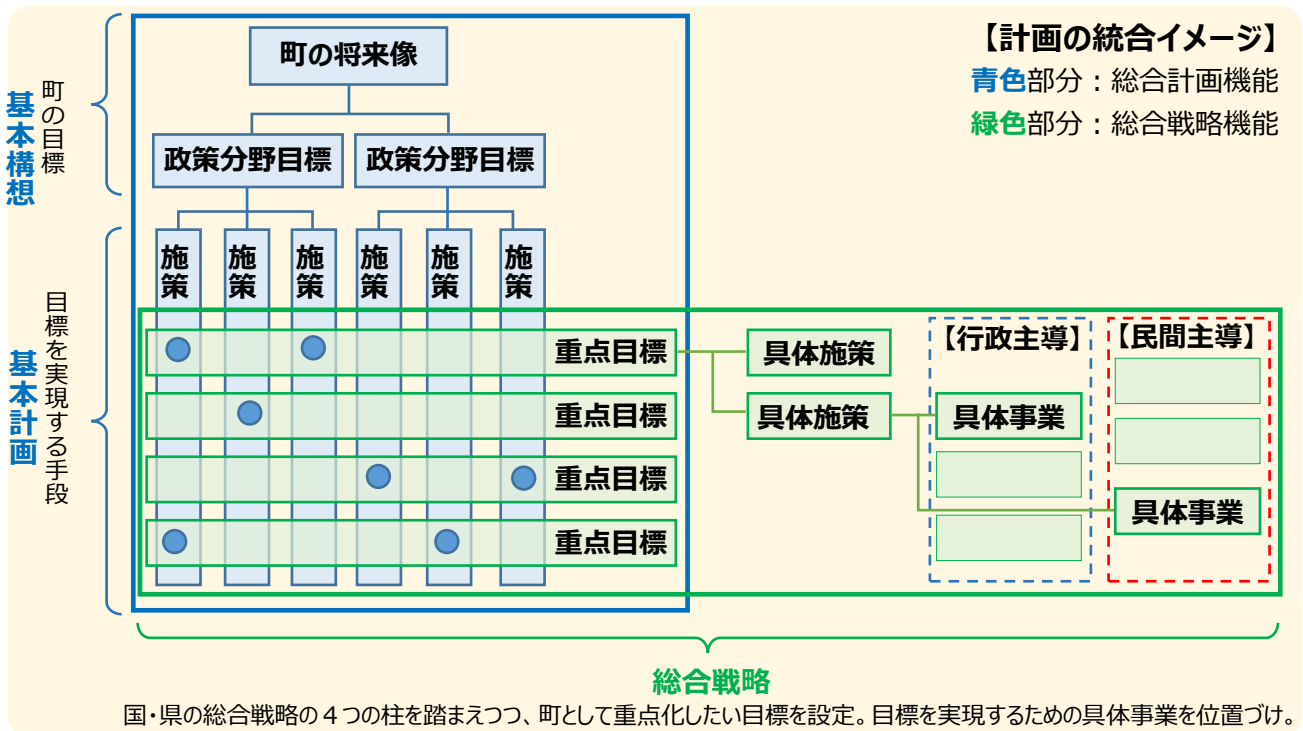 【計画の統合イメージ】
青色部分：総合計画機能
緑色部分：総合戦略機能
基本構想
町の目標
町の将来像
政策分野目標
政策分野目標
基本計画
目標を実現する手段
施策
施策
施策
施策
施策
施策
重点目標
重点目標
重点目標
重点目標
具体施策
具体施策
【行政主導】
具体事業
【民間主導】
具体事業
総合戦略
国・県の総合戦略の４つの柱を踏まえつつ、町として重点化したい目標を設定。目標を実現するための具体事業を位置づけ。